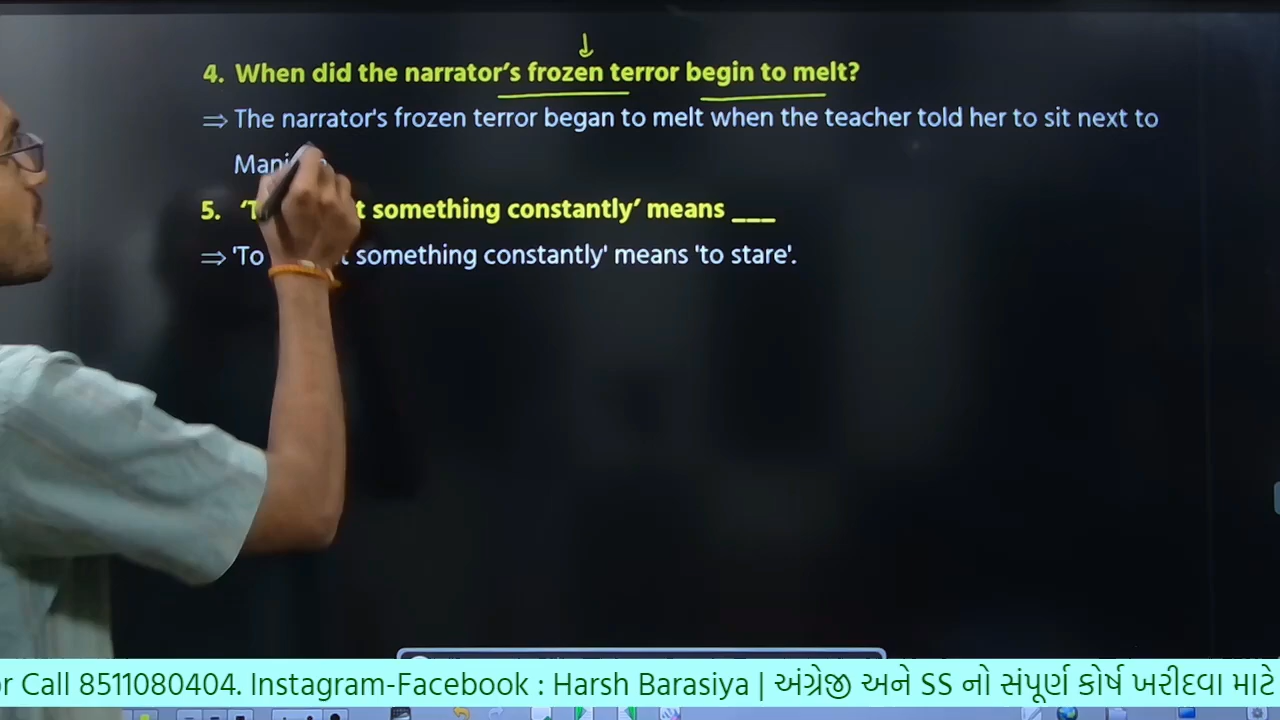 4. When did the narrator's frozen terror begin to melt?
⇒ The narrator's frozen terror began to melt when the teacher told her to sit next to
5. 'T t something constantly' means ___
⇒ 'To t something constantly' means 'to stare'.
r Call 8511080404. Instagram-Facebook : Harsh Barasiya | અંગ્રેજી અને SS નો સંપૂર્ણ કોર્ષ ખરીદવા માટે